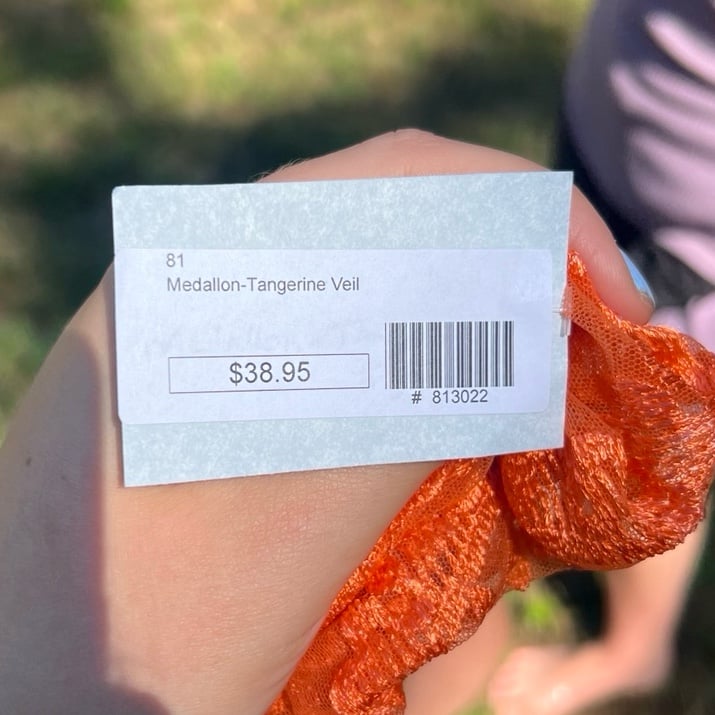 81
Medallon-Tangerine Veil
$38.95
# 813022